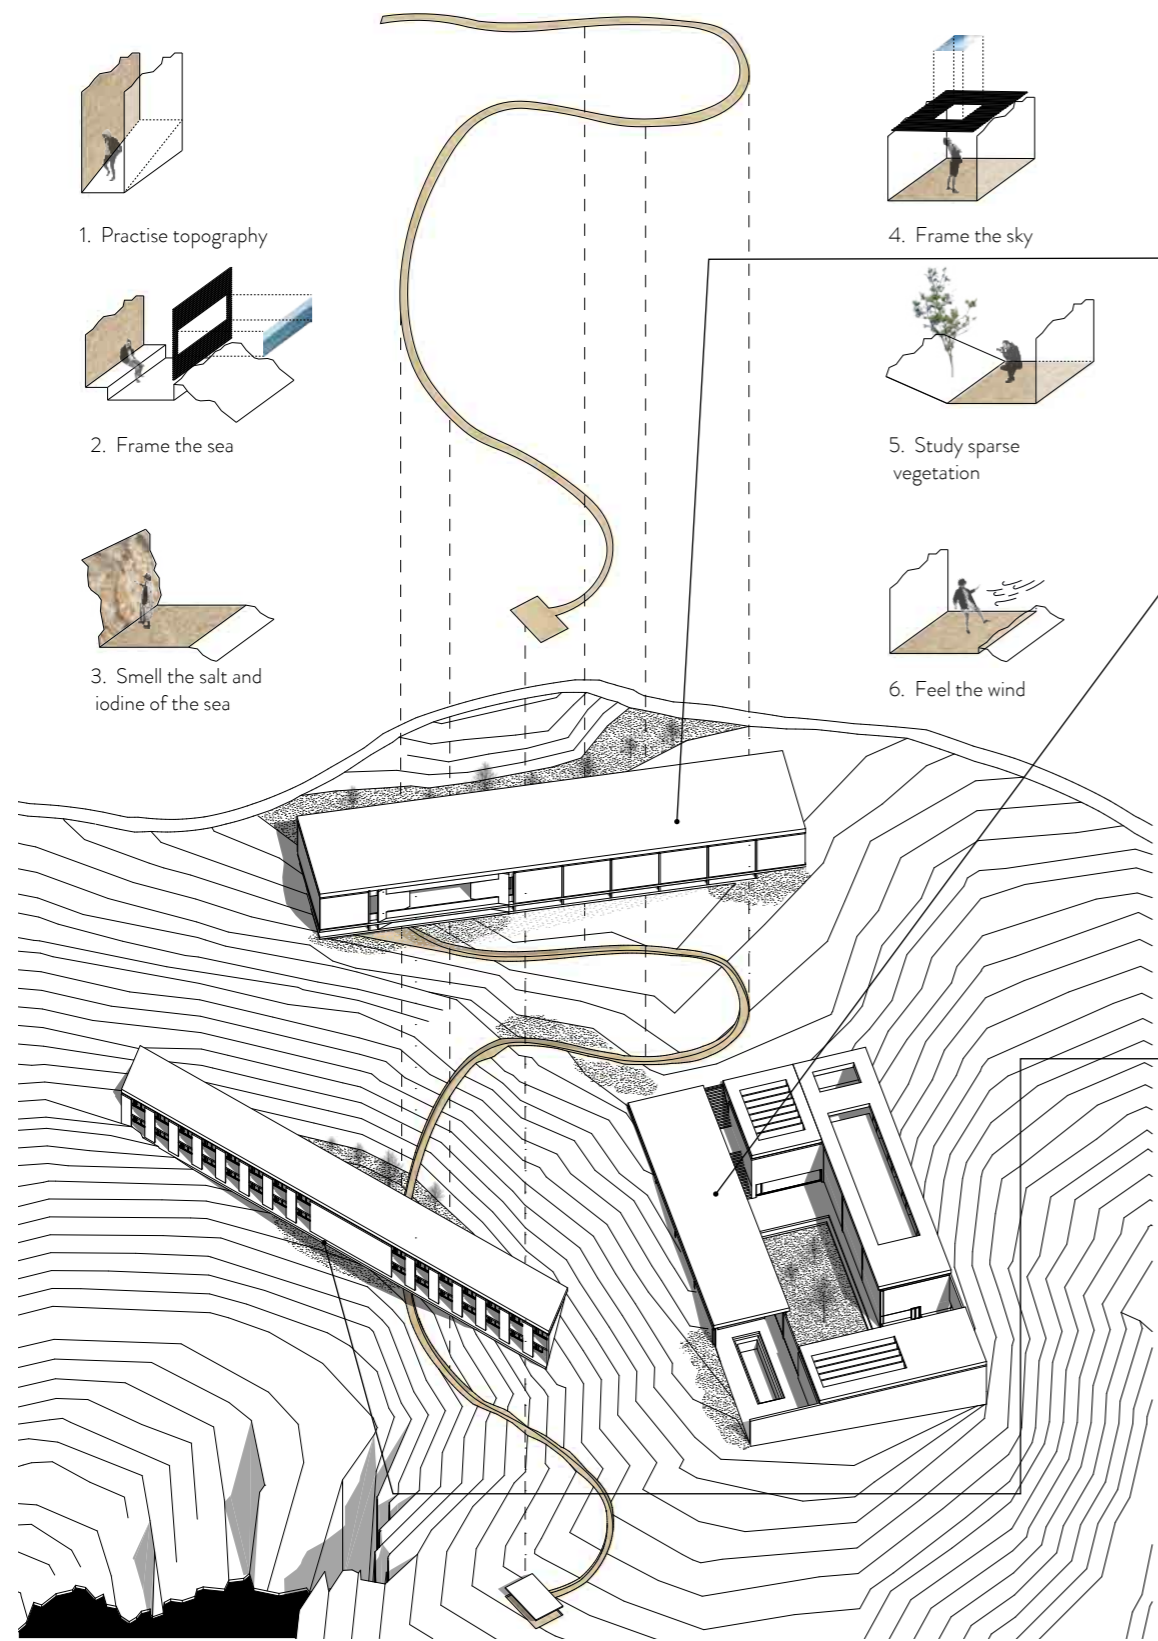 1. Practise topography
2. Frame the sea
3. Smell the salt and
iodine of the sea
4. Frame the sky
5. Study sparse
vegetation
6. Feel the wind